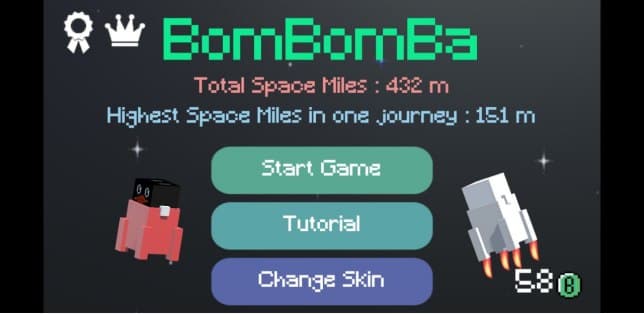 BomBomBa
Total Space Miles : 432 m
Highest Space Miles in one journey : 151 m
Start Game
Tutorial
Change Skin
58 B